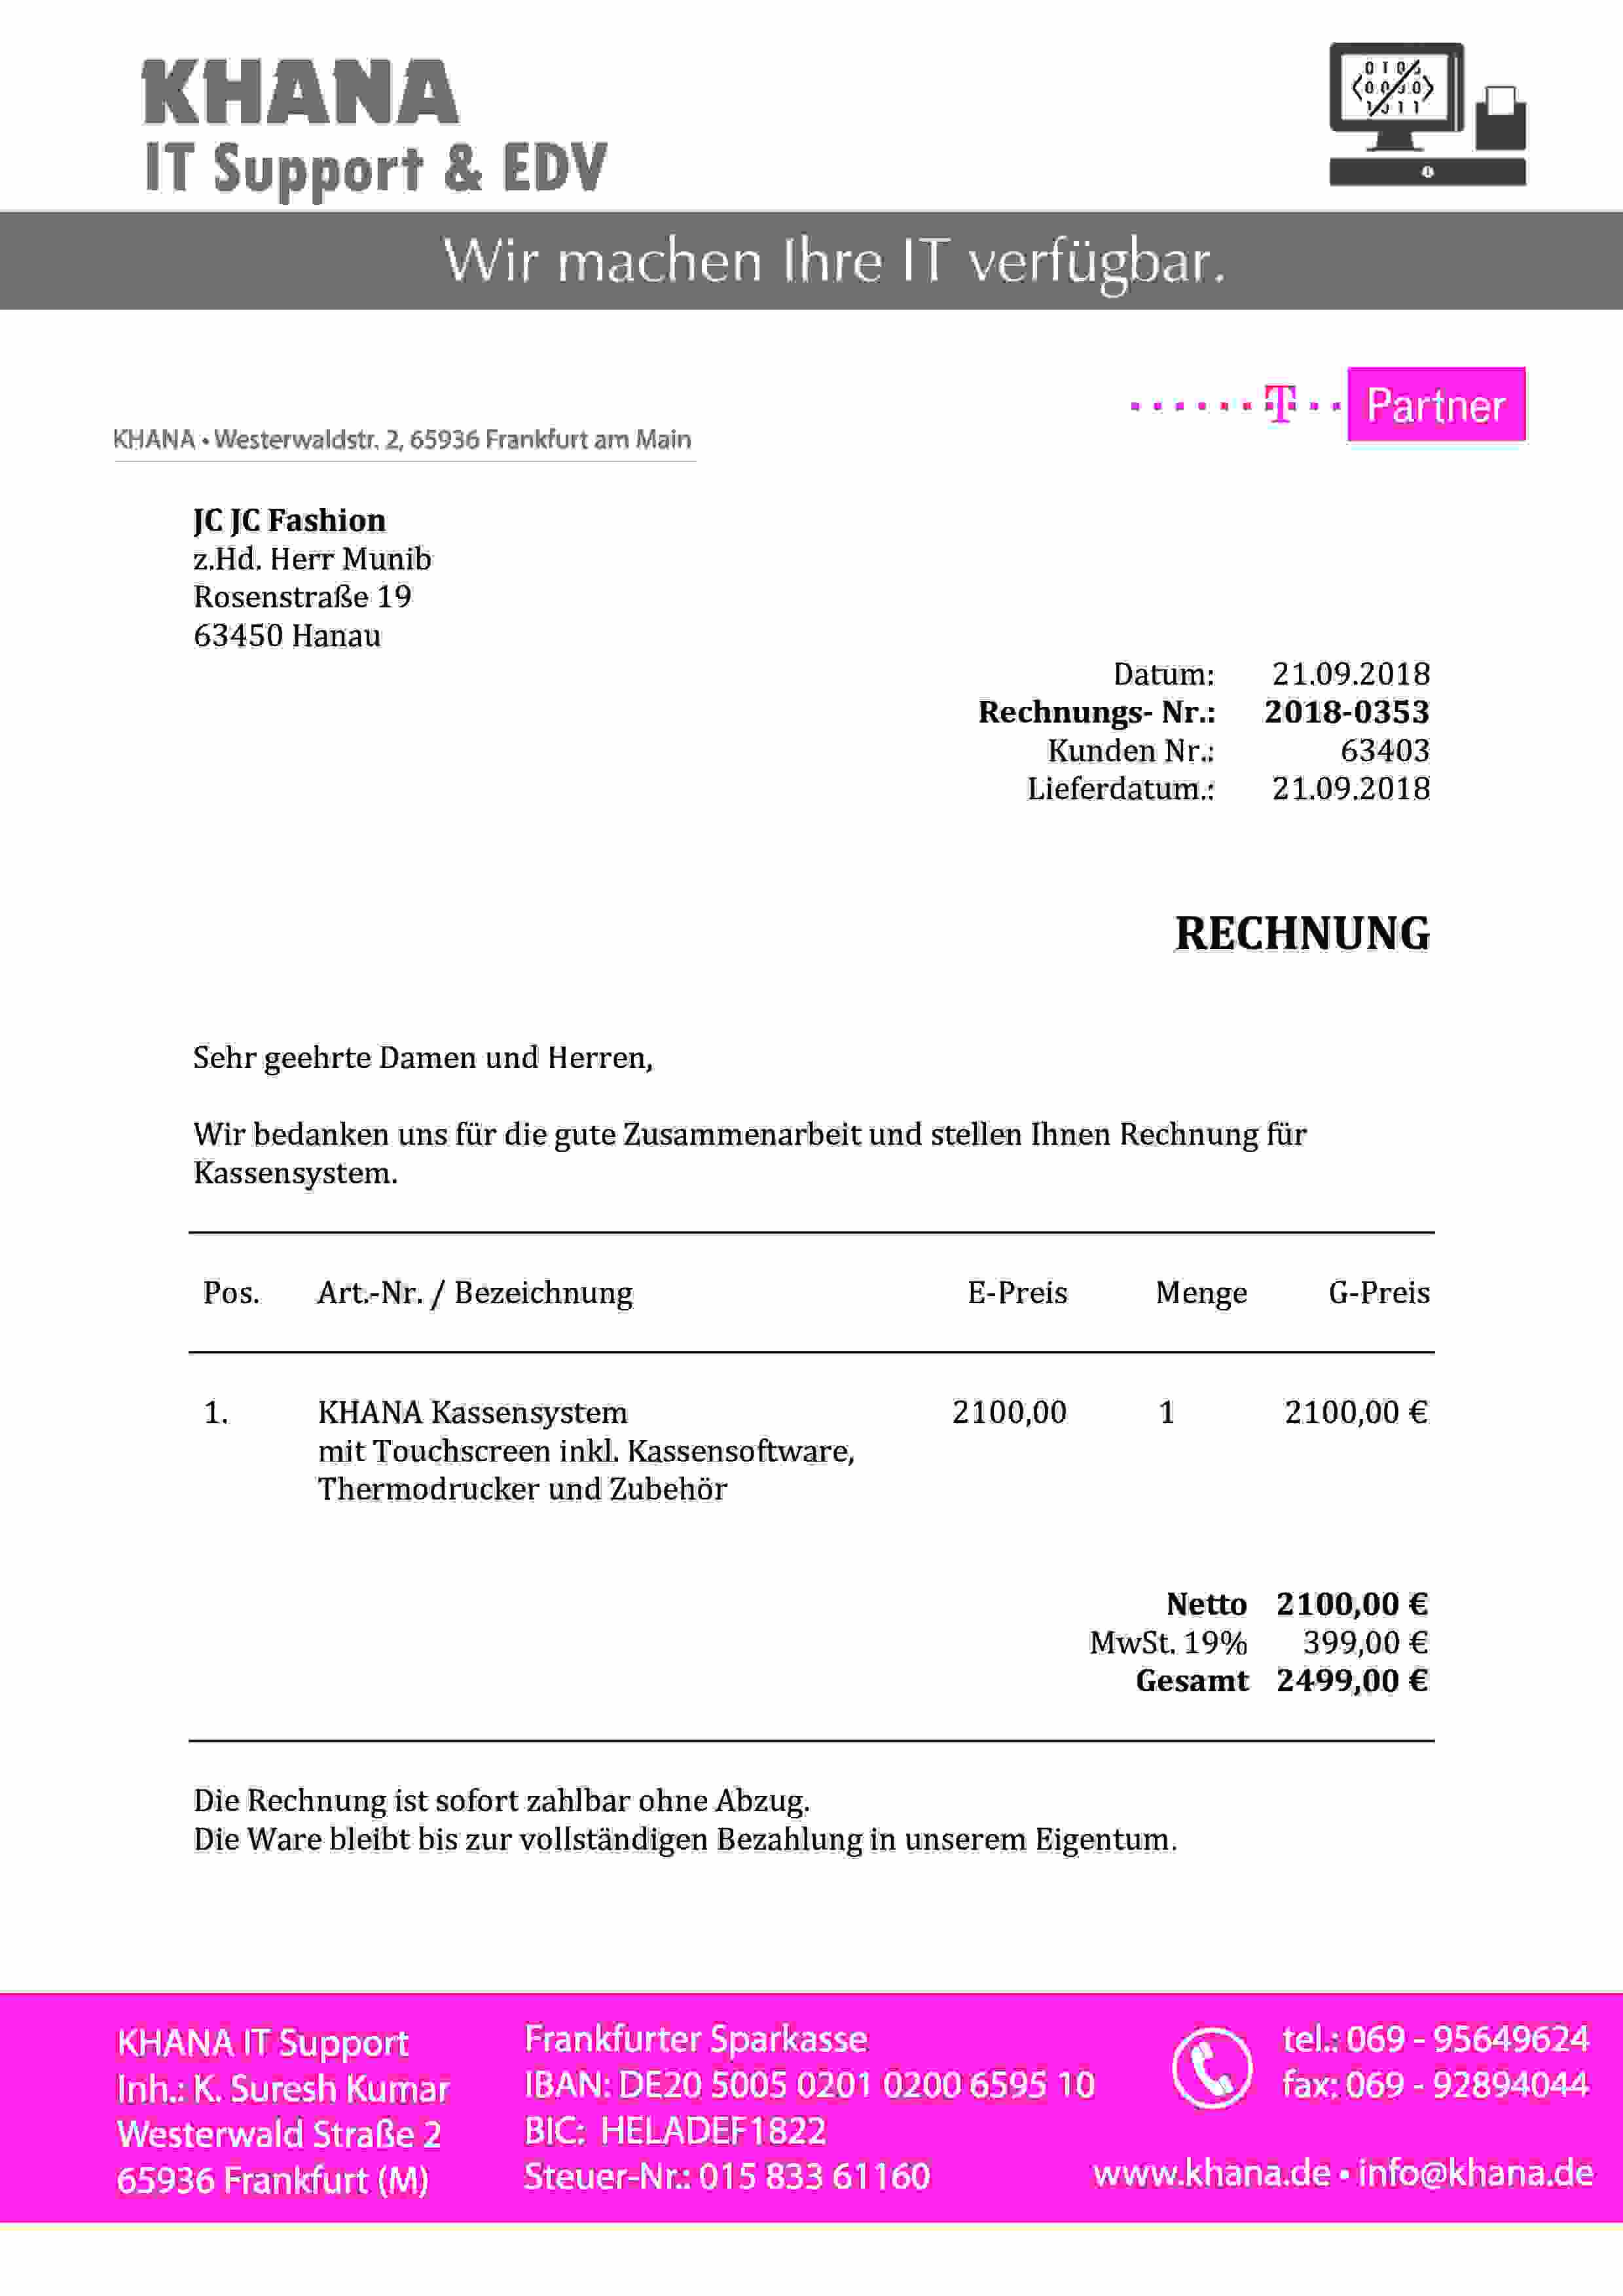 KHANA
IT Support & EDV
Wir machen Ihre IT verfügbar.
T Partner
KHANA • Westerwaldstr. 2, 65936 Frankfurt am Main
JC JC Fashion
z.Hd. Herr Munib
Rosenstraße 19
63450 Hanau
Datum: 21.09.2018
Rechnungs- Nr.: 2018-0353
Kunden Nr.: 63403
Lieferdatum.: 21.09.2018
RECHNUNG
Sehr geehrte Damen und Herren,
Wir bedanken uns für die gute Zusammenarbeit und stellen Ihnen Rechnung für
Kassensystem.
Pos. Art.-Nr. / Bezeichnung E-Preis Menge G-Preis
1. KHANA Kassensystem 2100,00 1 2100,00 €
mit Touchscreen inkl. Kassensoftware,
Thermodrucker und Zubehör
Netto 2100,00 €
MwSt. 19% 399,00 €
Gesamt 2499,00 €
Die Rechnung ist sofort zahlbar ohne Abzug.
Die Ware bleibt bis zur vollständigen Bezahlung in unserem Eigentum.
KHANA IT Support
Inh.: K. Suresh Kumar
Westerwald Straße 2
65936 Frankfurt (M)
Frankfurter Sparkasse
IBAN: DE20 5005 0201 0200 6595 10
BIC: HELADEF1822
Steuer-Nr.: 015 833 61160
tel.: 069 - 95649624
fax: 069 - 92894044
www.khana.de • info@khana.de